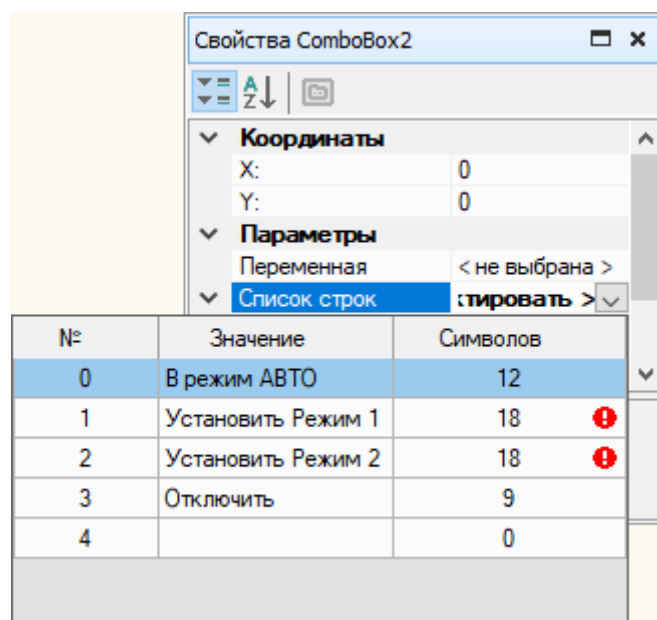 Свойства ComboBox2
Координаты
X: 0
Y: 0
Параметры
Переменная < не выбрана >
Список строк ктировать >
№ Значение Символов
0 В режим АВТО 12
1 Установить Режим 1 18
2 Установить Режим 2 18
3 Отключить 9
4 0